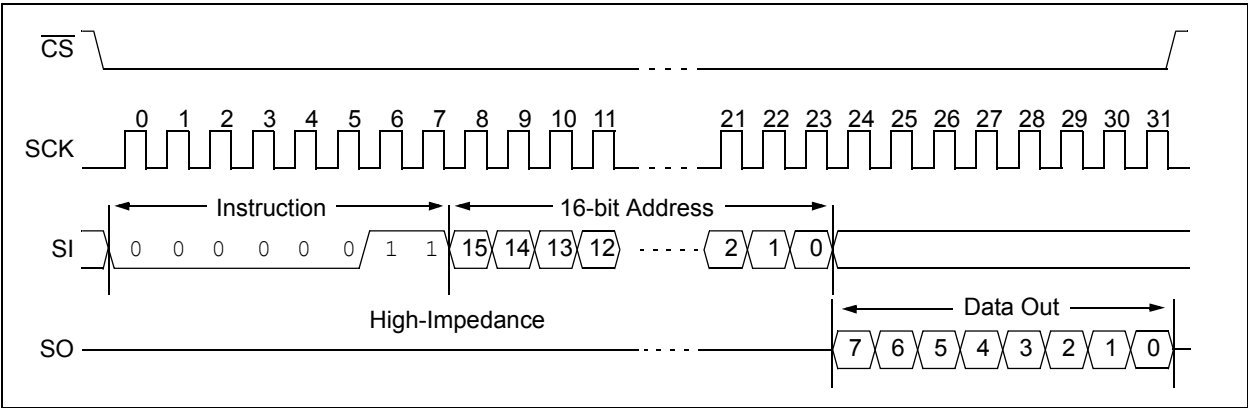 CS
0 1 2 3 4 5 6 7 8 9 10 11 21 22 23 24 25 26 27 28 29 30 31
SCK
Instruction 16-bit Address
SI 0 0 0 0 0 0 1 1 15 14 13 12 2 1 0
Data Out
High-Impedance
SO 7 6 5 4 3 2 1 0